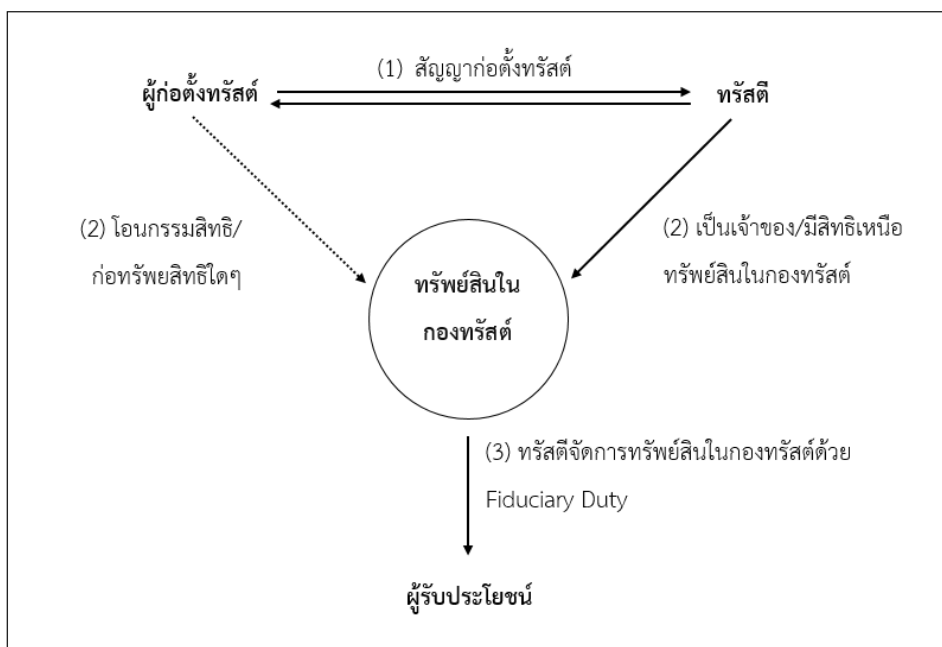 (1) สัญญาก่อตั้งทรัสต์
ผู้ก่อตั้งทรัสต์
ทรัสตี
(2) โอนกรรมสิทธิ/
ก่อทรัพยสิทธิใดๆ
(2) เป็นเจ้าของ/มีสิทธิเหนือ
ทรัพย์สินในกองทรัสต์
ทรัพย์สินใน
กองทรัสต์
(3) ทรัสตีจัดการทรัพย์สินในกองทรัสต์ด้วย
Fiduciary Duty
ผู้รับประโยชน์